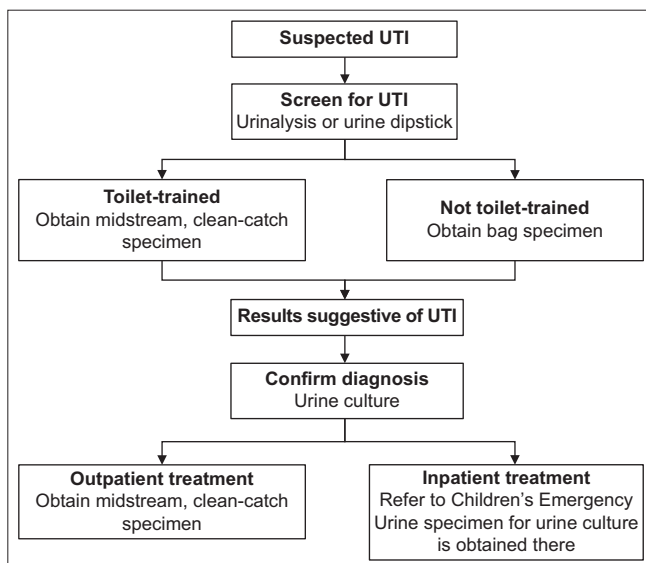 Suspected UTI
Screen for UTI
Urinalysis or urine dipstick
Toilet-trained
Obtain midstream, clean-catch
specimen
Not toilet-trained
Obtain bag specimen
Results suggestive of UTI
Confirm diagnosis
Urine culture
Outpatient treatment
Obtain midstream, clean-catch
specimen
Inpatient treatment
Refer to Children's Emergency
Urine specimen for urine culture
is obtained there